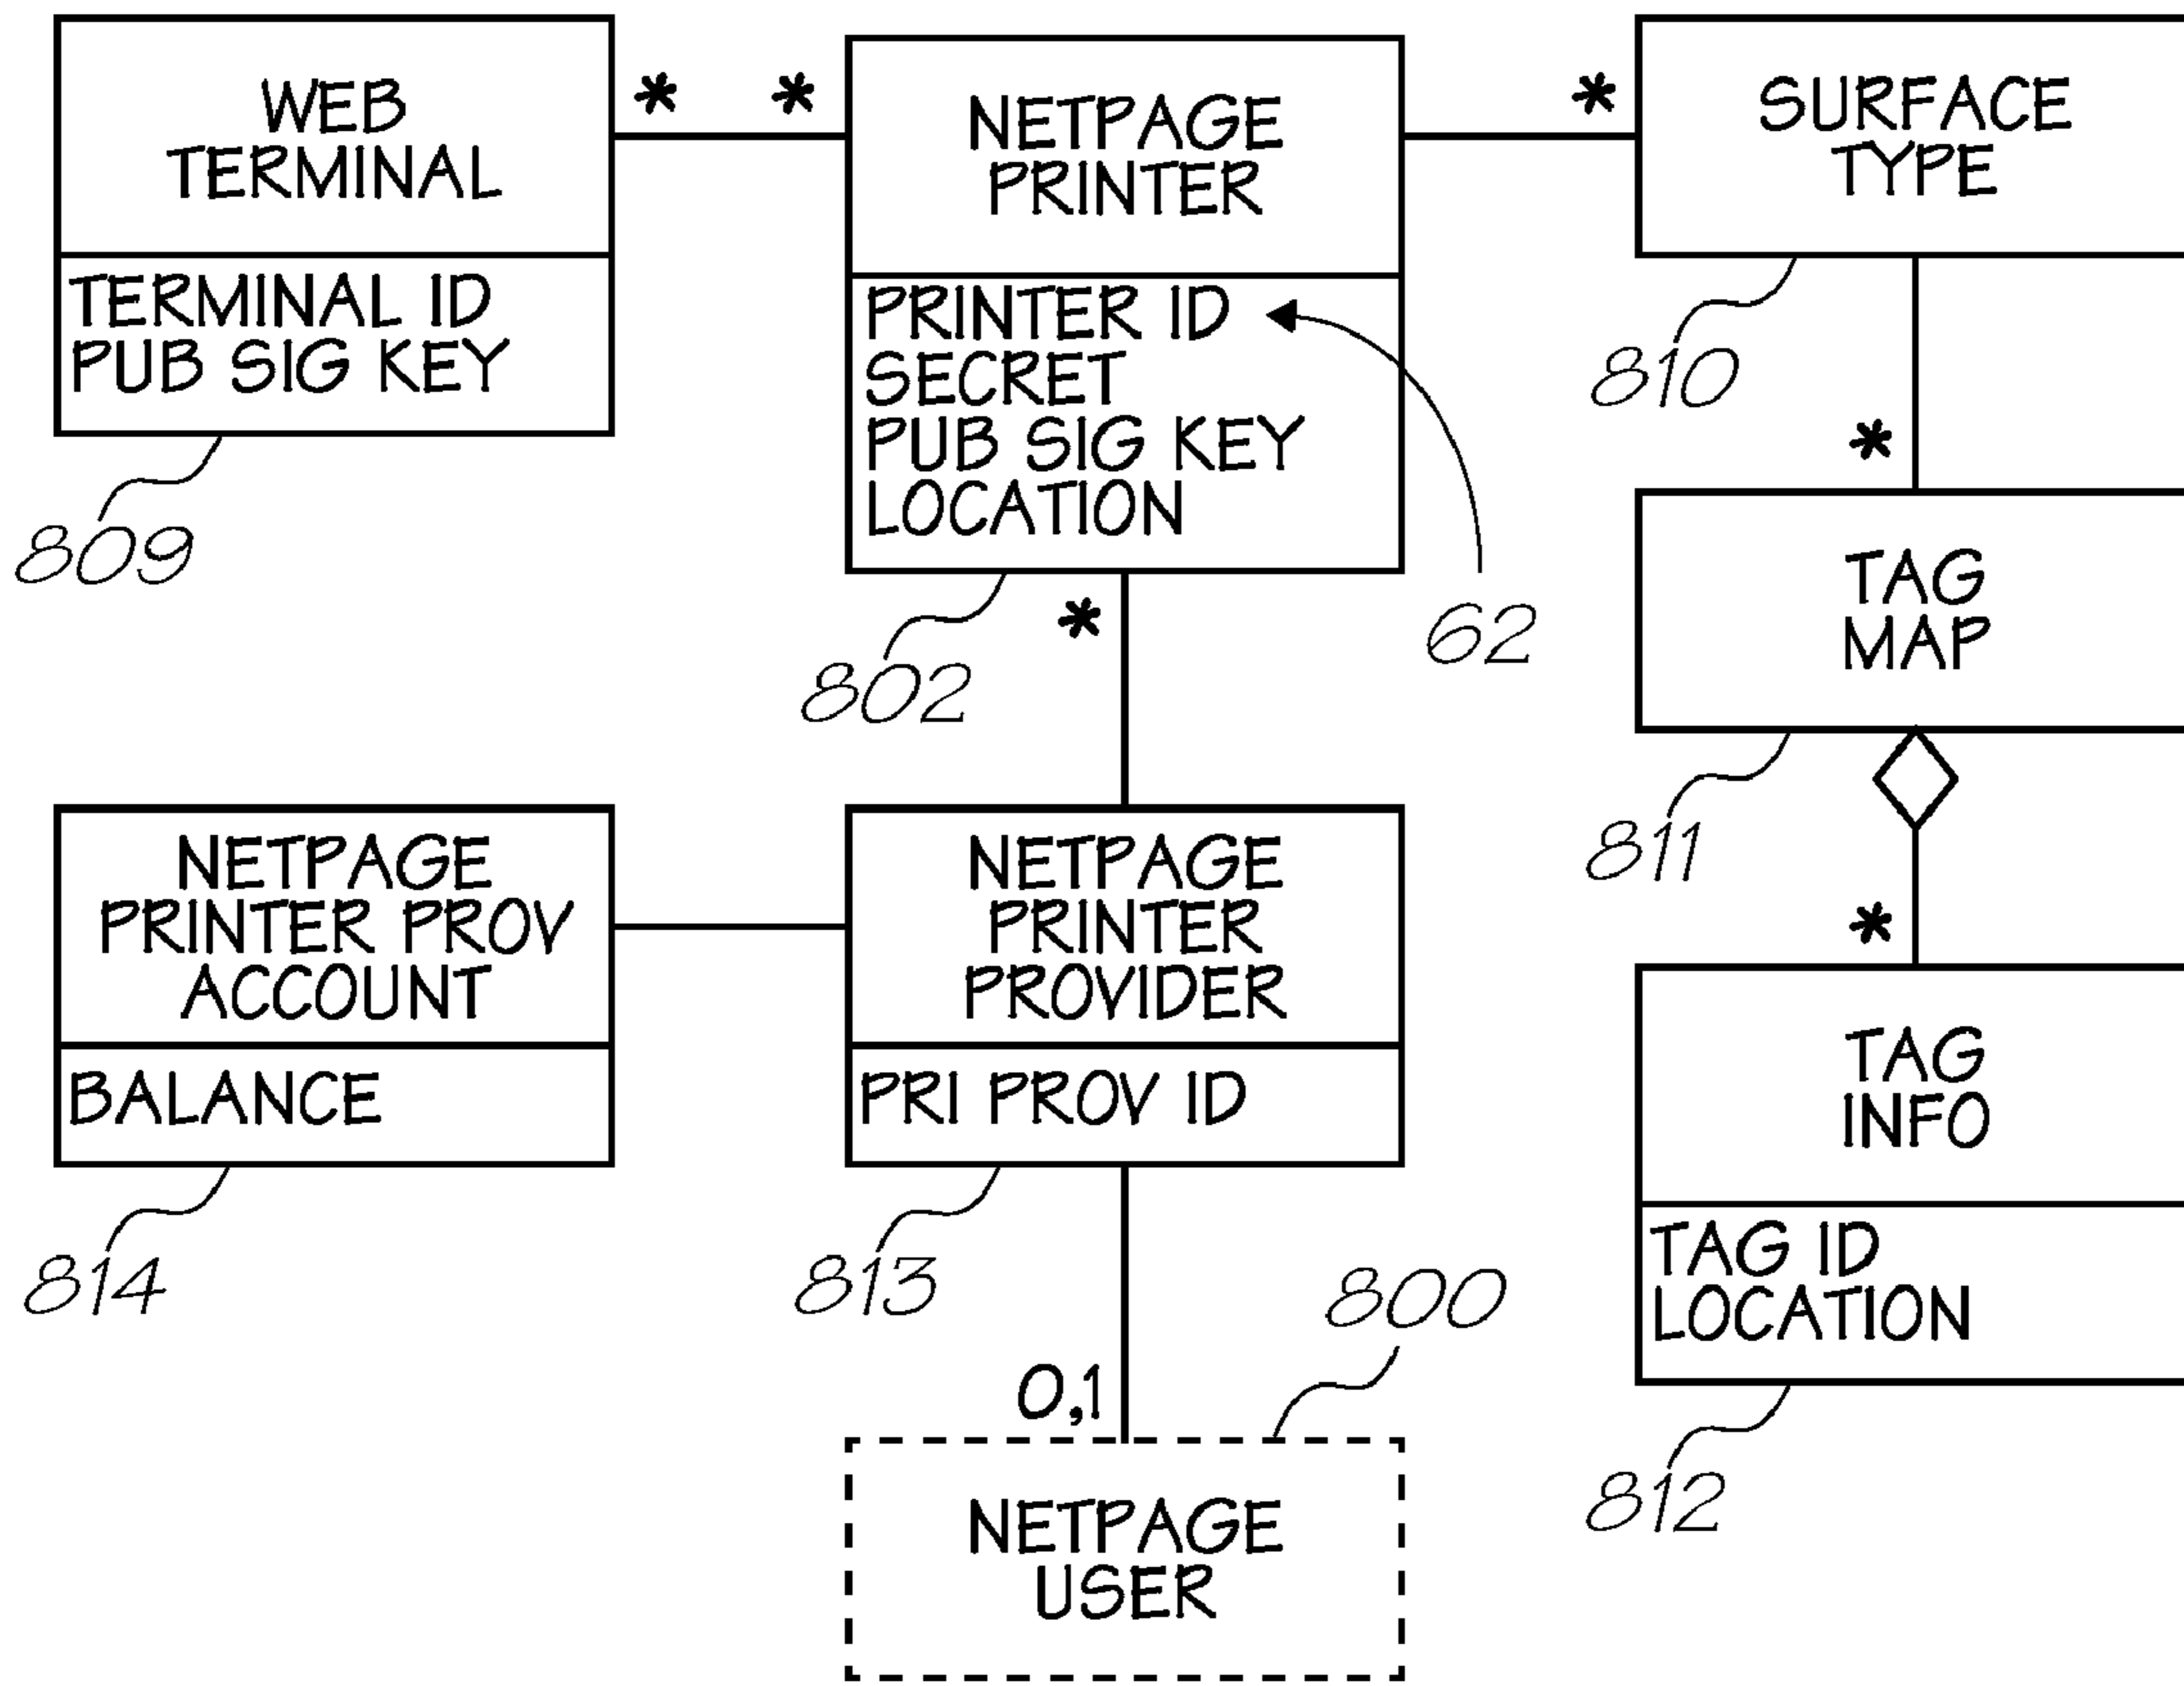 WEB
TERMINAL
TERMINAL ID
PUB SIG KEY
809
* *
NETPAGE
PRINTER
PRINTER ID
SECRET
PUB SIG KEY
LOCATION
802
62
*
*
SURFACE
TYPE
810
*
TAG
MAP
811
*
NETPAGE
PRINTER PROV
ACCOUNT
BALANCE
814
NETPAGE
PRINTER
PROVIDER
PRI PROV ID
813
800
0,1
NETPAGE
USER
TAG
INFO
TAG ID
LOCATION
812